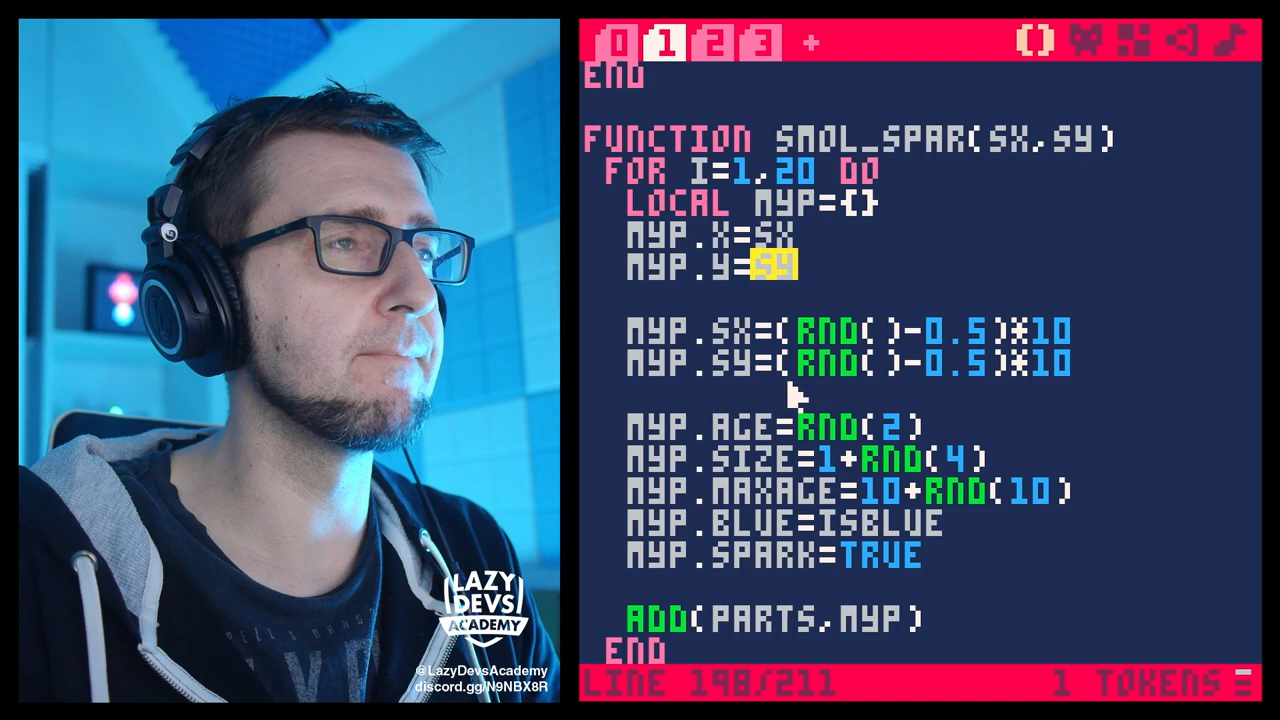 LAZY
DEVS
ACADEMY
@LazyDevsAcademy
discord.gg/N9NBX8R
0 1 2 3 +
END
FUNCTION SMOL_SPAR(SX,SY)
FOR I=1,20 DO
LOCAL MYP={}
MYP.X=SX
MYP.Y=SY
MYP.SX=(RND()-0.5)*10
MYP.SY=(RND()-0.5)*10
MYP.AGE=RND(2)
MYP.SIZE=1+RND(4)
MYP.MAXAGE=10+RND(10)
MYP.BLUE=ISBLUE
MYP.SPARK=TRUE
ADD(PARTS,MYP)
END
LINE 198/211 1 TOKENS